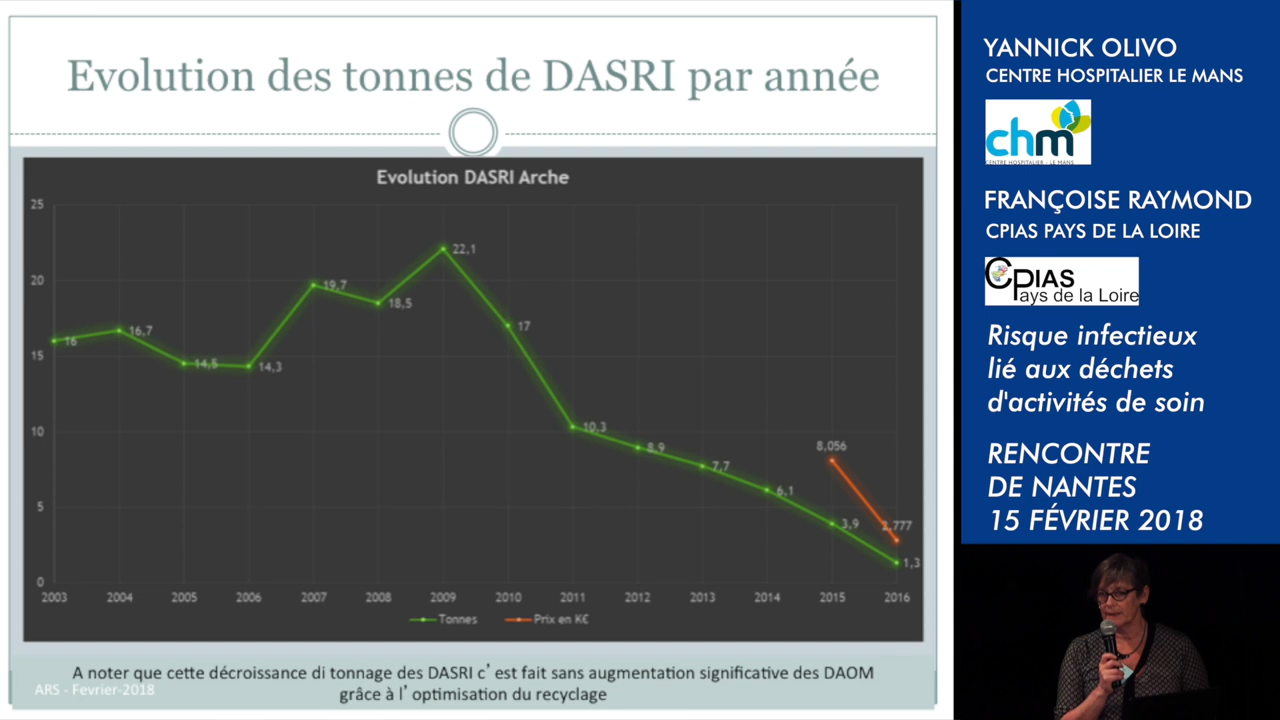 Evolution des tonnes de DASRI par année
Evolution DASRI Arche
25
20
15
10
5
0
16
16,7
14,5
14,3
19,7
18,5
22,1
17
10,3
8,9
7,7
6,1
3,9
1,3
8,056
2,777
2003 2004 2005 2006 2007 2008 2009 2010 2011 2012 2013 2014 2015 2016
Tonnes Prix en K€
A noter que cette décroissance di tonnage des DASRI c' est fait sans augmentation significative des DAOM
grâce à l' optimisation du recyclage
ARS - Fevrier-2018
YANNICK OLIVO
CENTRE HOSPITALIER LE MANS
chm
CENTRE HOSPITALIER - LE MANS
FRANÇOISE RAYMOND
CPIAS PAYS DE LA LOIRE
CPIAS
Pays de la Loire
Risque infectieux
lié aux déchets
d'activités de soin
RENCONTRE
DE NANTES
15 FÉVRIER 2018